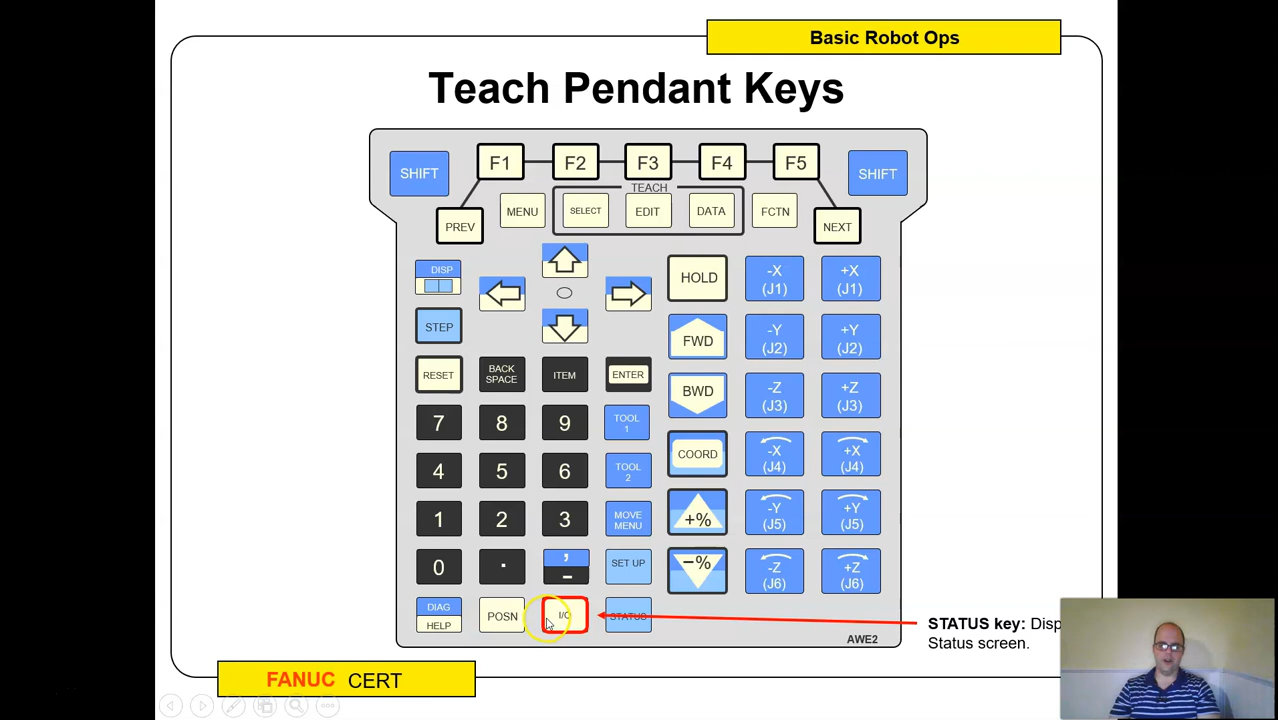 Basic Robot Ops
Teach Pendant Keys
SHIFT
F1
F2
F3
F4
F5
SHIFT
TEACH
PREV
MENU
SELECT
EDIT
DATA
FCTN
NEXT
DISP
HOLD
-X
(J1)
+X
(J1)
STEP
FWD
-Y
(J2)
+Y
(J2)
RESET
BACK
SPACE
ITEM
ENTER
BWD
-Z
(J3)
+Z
(J3)
7
8
9
TOOL
1
COORD
-X
(J4)
+X
(J4)
4
5
6
TOOL
2
1
2
3
MOVE
MENU
+%
-Y
(J5)
+Y
(J5)
0
.
,
-
SET UP
-%
-Z
(J6)
+Z
(J6)
DIAG
HELP
POSN
I/O
STATUS
AWE2
STATUS key: Disp
Status screen.
FANUC CERT